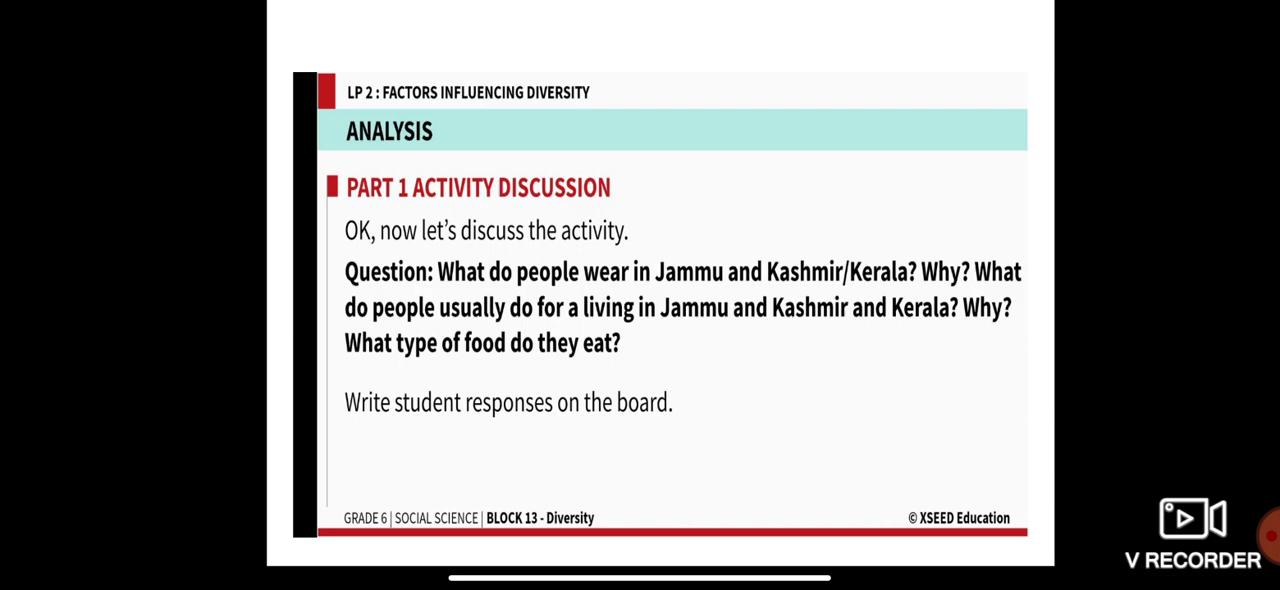 LP 2 : FACTORS INFLUENCING DIVERSITY
ANALYSIS
PART 1 ACTIVITY DISCUSSION
OK, now let’s discuss the activity.
Question: What do people wear in Jammu and Kashmir/Kerala? Why? What
do people usually do for a living in Jammu and Kashmir and Kerala? Why?
What type of food do they eat?
Write student responses on the board.
GRADE 6 | SOCIAL SCIENCE | BLOCK 13 - Diversity
© XSEED Education
V RECORDER